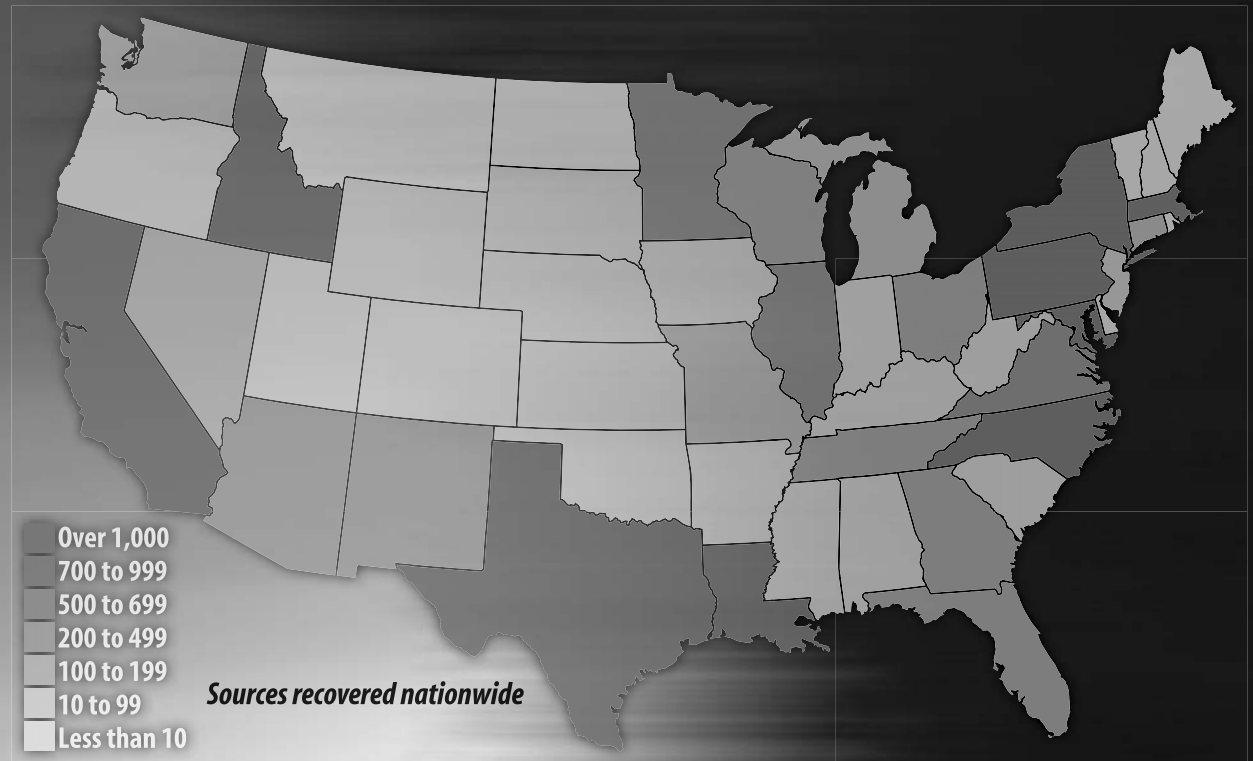 Over 1,000
700 to 999
500 to 699
200 to 499
100 to 199
10 to 99
Less than 10
Sources recovered nationwide